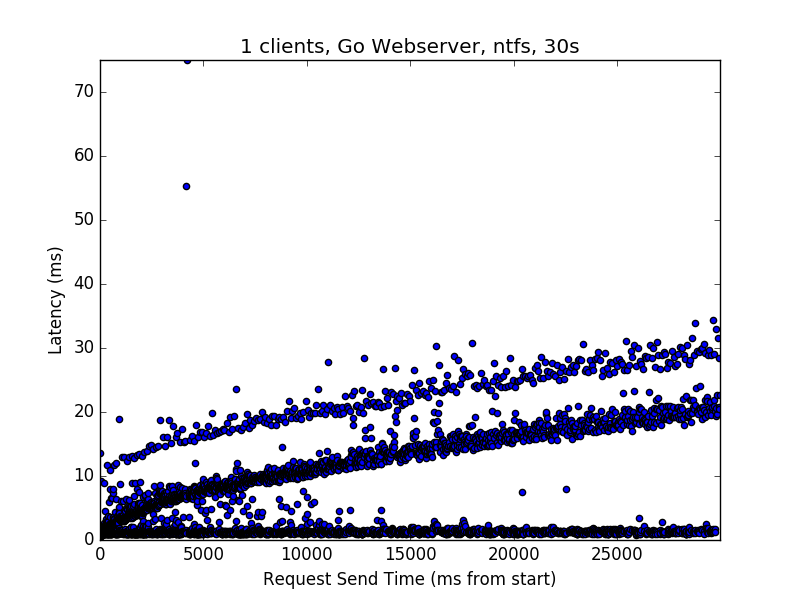 1 clients, Go Webserver, ntfs, 30s
70
60
50
40
30
20
10
0
Latency (ms)
0 5000 10000 15000 20000 25000
Request Send Time (ms from start)